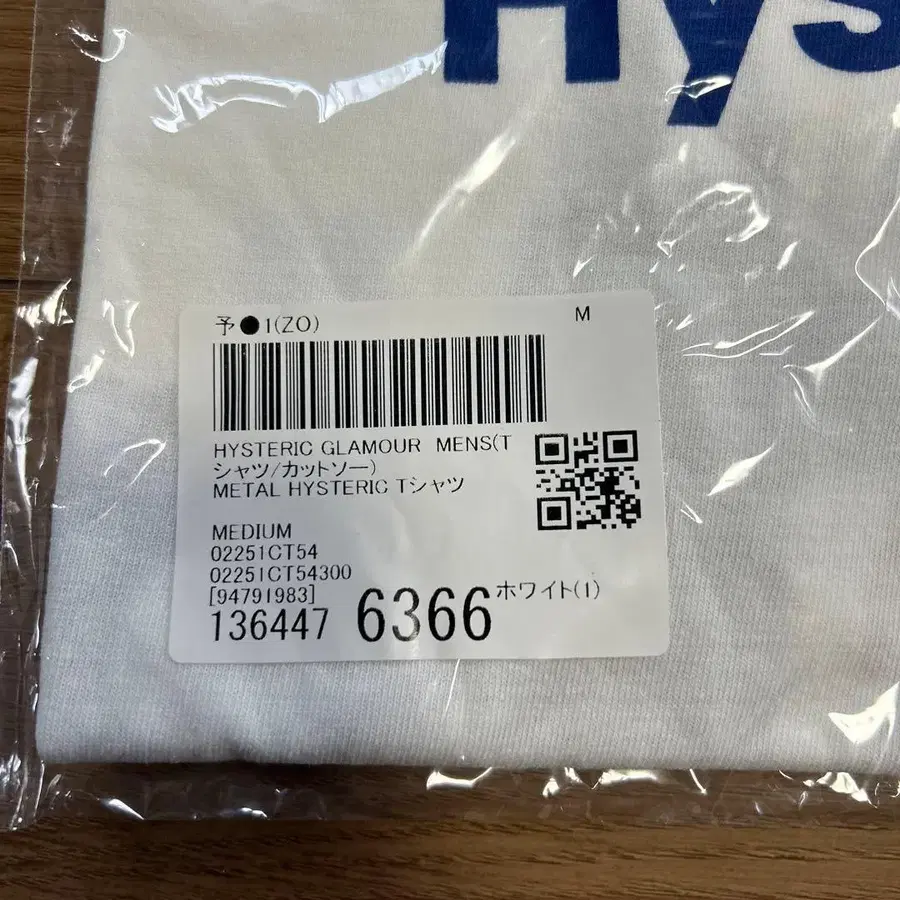 Hys
予●1(ZO) M
HYSTERIC GLAMOUR MENS(T
シャツ/カットソー)
METAL HYSTERIC Tシャツ
MEDIUM
02251CT54
02251CT54300
[94791983] ホワイト(1)
136447 6366